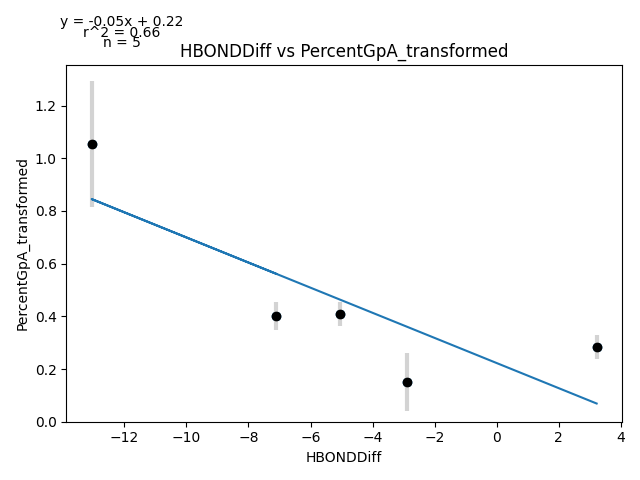 y = -0.05x + 0.22
r^2 = 0.66
n = 5
HBONDDiff vs PercentGpA_transformed
PercentGpA_transformed
1.2
1.0
0.8
0.6
0.4
0.2
0.0
−12
−10
−8
−6
−4
−2
0
2
4
HBONDDiff